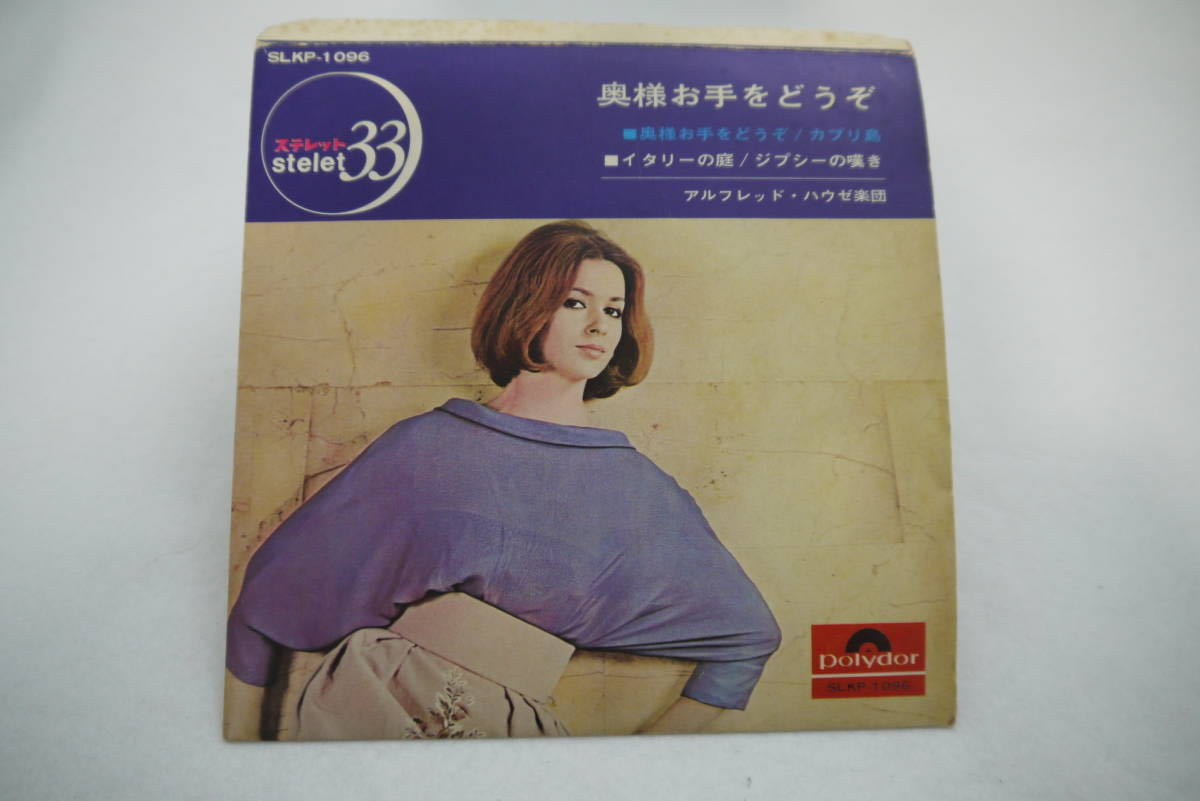 SLKP-1096
ステレット
stelet 33
奥様お手をどうぞ
■奥様お手をどうぞ/カプリ島
■イタリーの庭/ジプシーの嘆き
アルフレッド・ハウゼ楽団
polydor
SLKP-1096